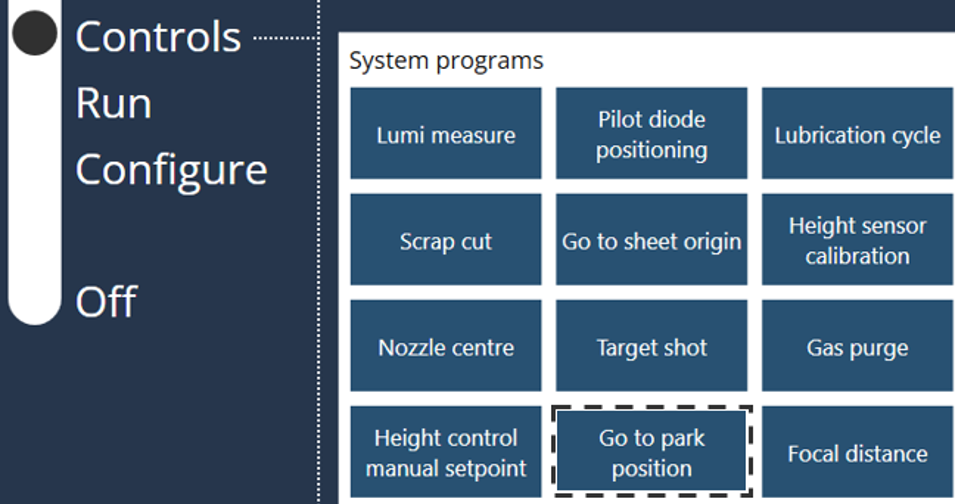 Controls
Run
Configure
Off
System programs
Lumi measure
Pilot diode
positioning
Lubrication cycle
Scrap cut
Go to sheet origin
Height sensor
calibration
Nozzle centre
Target shot
Gas purge
Height control
manual setpoint
Go to park
position
Focal distance